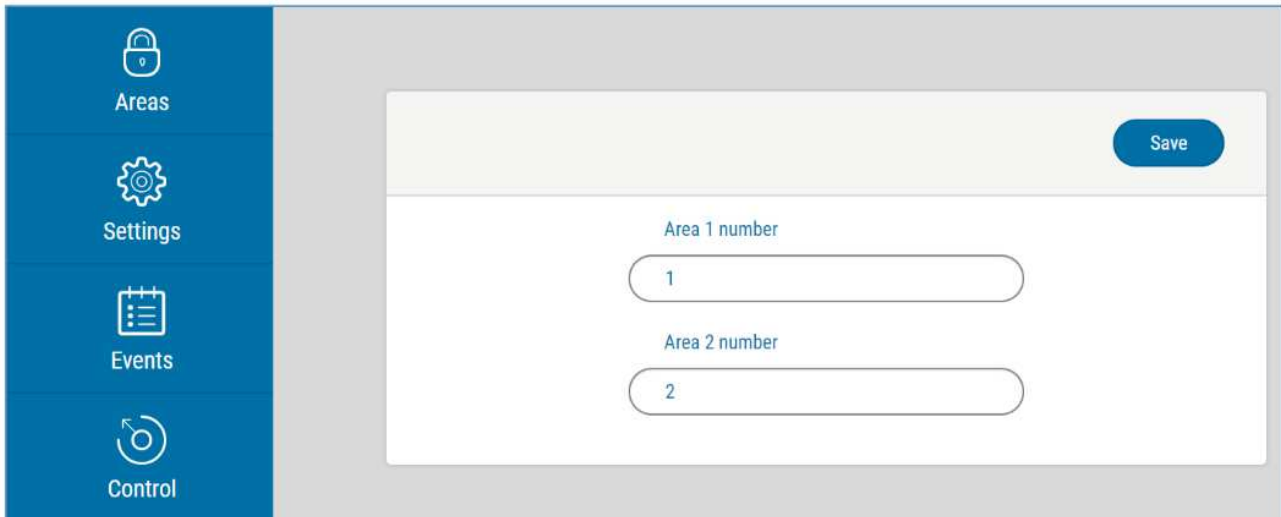 Areas
Settings
Events
Control
Save
Area 1 number
1
Area 2 number
2